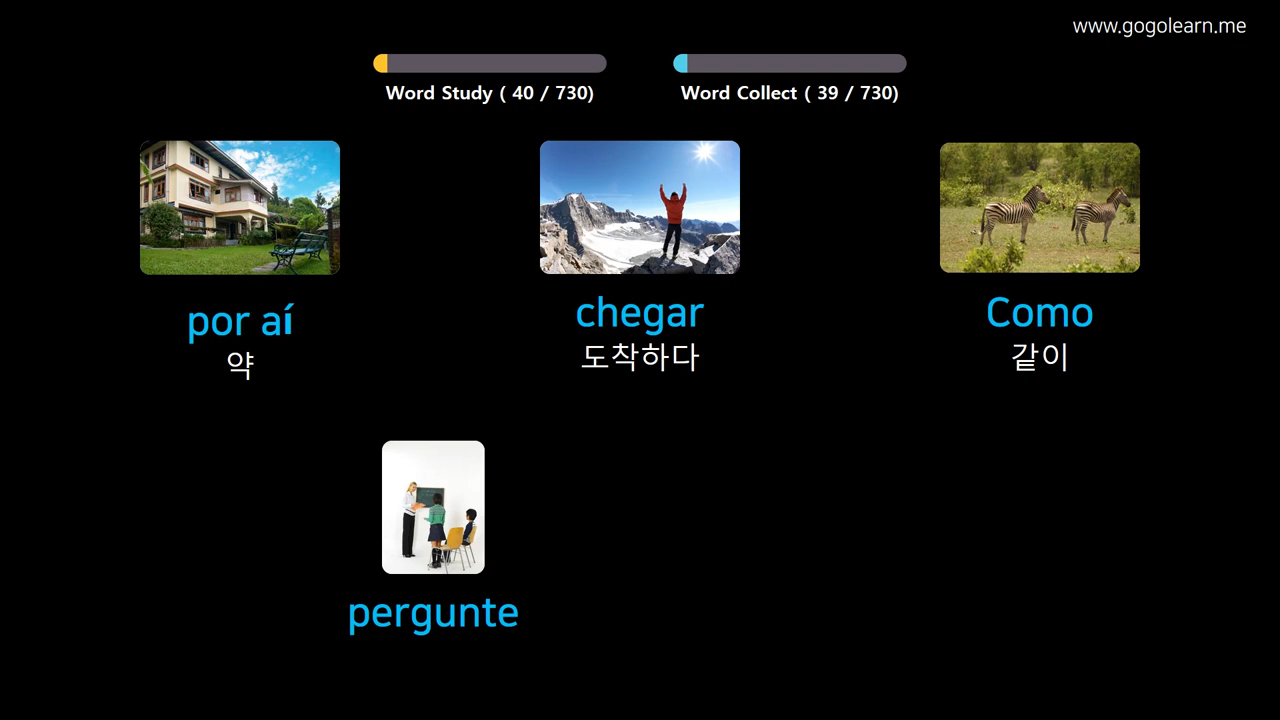 www.gogolearn.me
Word Study ( 40 / 730)
Word Collect ( 39 / 730)
por aí
약
chegar
도착하다
Como
같이
pergunte